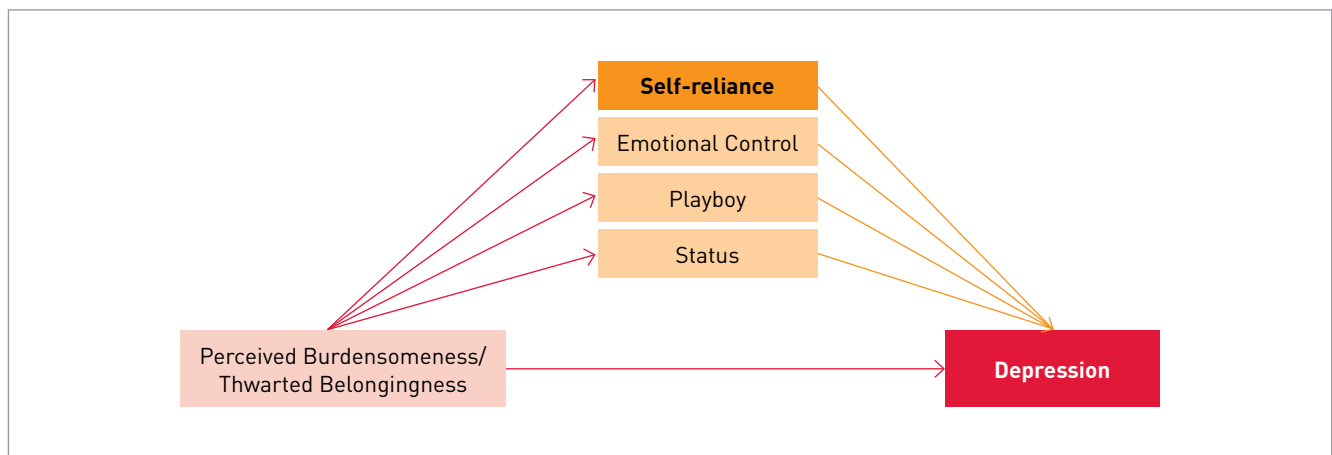 Self-reliance
Emotional Control
Playboy
Status
Perceived Burdensomeness/
Thwarted Belongingness
Depression